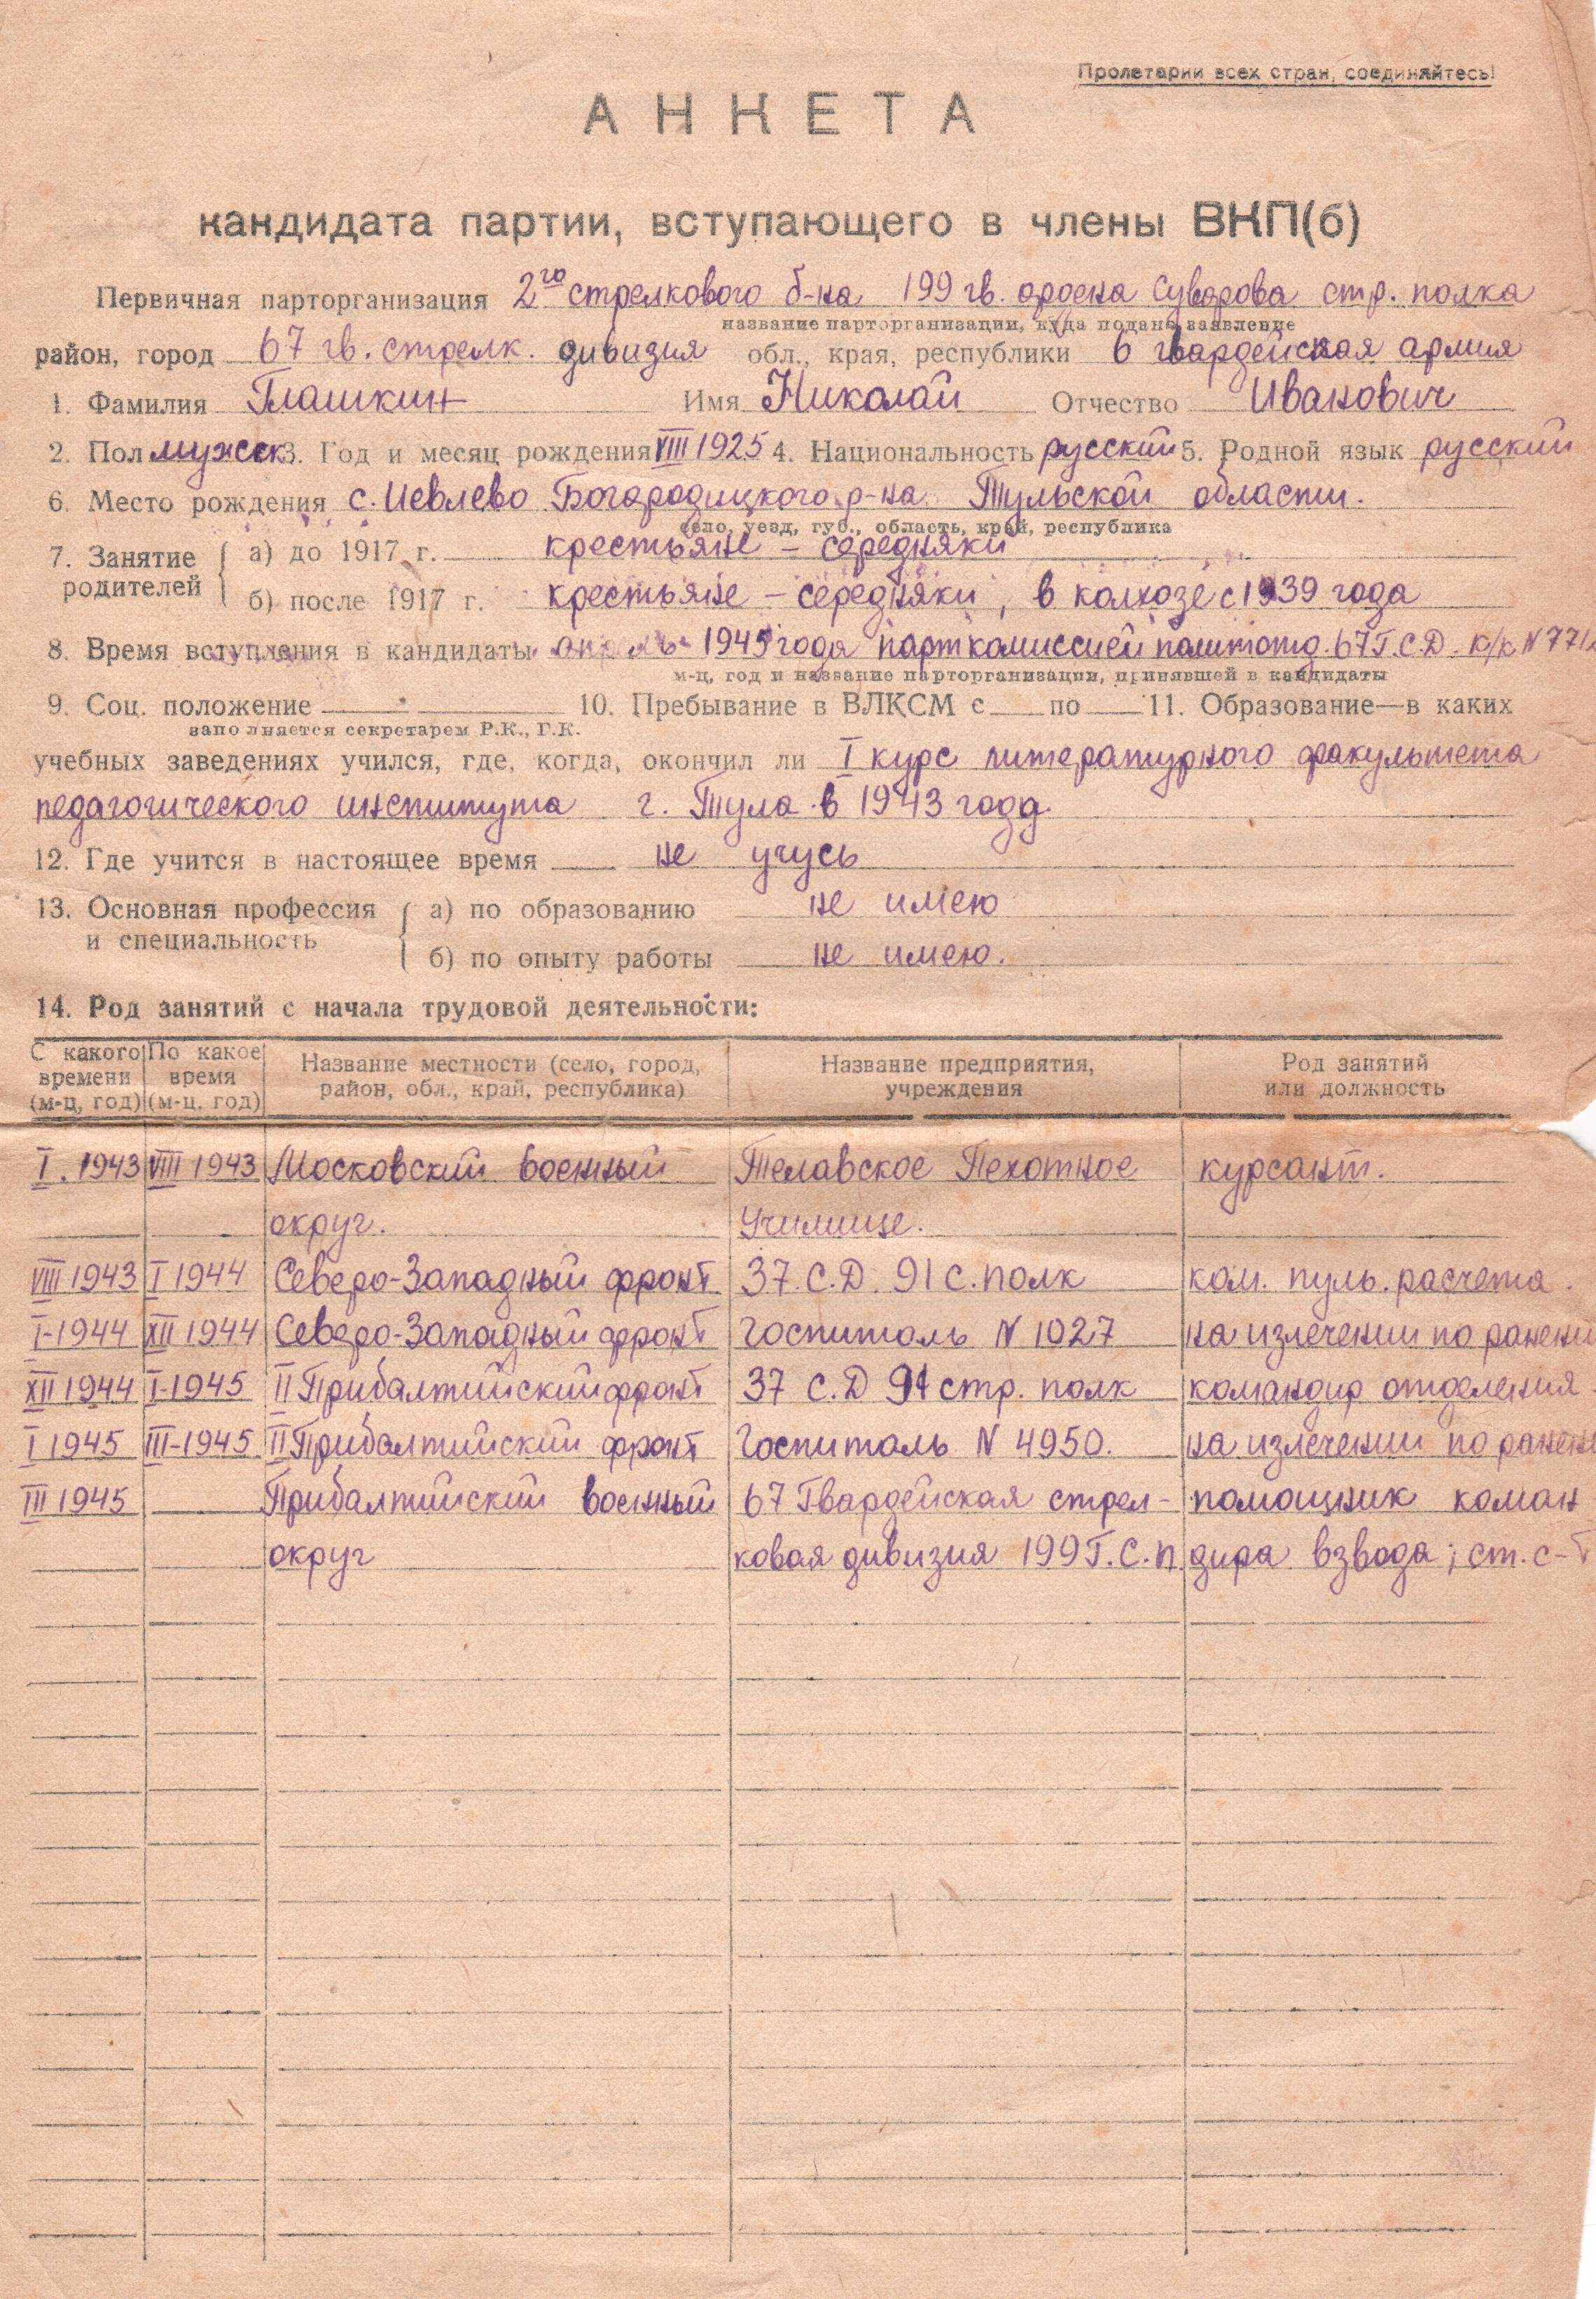 Пролетарии всех стран, соединяйтесь!
АНКЕТА
кандидата партии, вступающего в члены ВКП(б)
Первичная парторганизация 2го стрелкового б-на 199 гв. ордена Суворова стр. полка
название парторганизации, куда подано заявление
район, город 67 гв. стрелк. дивизия обл., края, республики 6 гвардейская армия
1. Фамилия Глашкин Имя Николай Отчество Иванович
2. Пол мужск 3. Год и месяц рождения VIII 1925 4. Национальность русский 5. Родной язык русский
6. Место рождения с. Иевлево Богородицкого р-на Тульской области.
село, уезд, губ., область, край, республика
7. Занятие родителей а) до 1917 г. крестьяне – середняки
б) после 1917 г. крестьяне – середняки, в колхозе с 1939 года
8. Время вступления в кандидаты апрель 1945 года парткомиссией политотд. 67 Г.С.Д. к/к N
м-ц, год и название парторганизации, принявшей в кандидаты
9. Соц. положение 10. Пребывание в ВЛКСМ с по 11. Образование—в каких
заполняется секретарем Р.К., Г.К.
учебных заведениях учился, где, когда, окончил ли I курс литературного факультета
педагогического института г. Тула в 1943 году.
12. Где учится в настоящее время не учусь
13. Основная профессия и специальность а) по образованию не имею
б) по опыту работы не имею.
14. Род занятий с начала трудовой деятельности:
С какого времени (м-ц, год) По какое время (м-ц, год) Название местности (село, город, район, обл., край, республика) Название предприятия, учреждения Род занятий или должность
I. 1943 VIII 1943 Московский военный Телавское Пехотное курсант.
округ. Училище.
VIII 1943 I 1944 Северо-Западный фронт 37. С.Д. 91 С. полк ком. пуль. расчета.
I-1944 XII 1944 Северо-Западный фронт Госпиталь N 1027 на излечении по ранени
XII 1944 I-1945 II Прибалтийский фронт 37 С.Д 91 стр. полк командир отделения
I 1945 III-1945 II Прибалтийский фронт Госпиталь N 4950. на излечении по ранен
III 1945 Прибалтийский военный 67 Гвардейская стрел- помощник коман
округ ковая дивизия 199 Г.С.п. дира взвода; ст. с-т